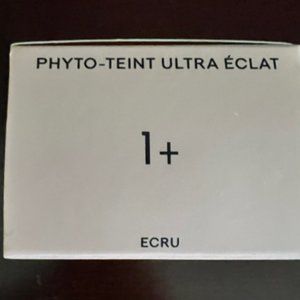 PHYTO-TEINT ULTRA ÉCLAT
1+
ECRU